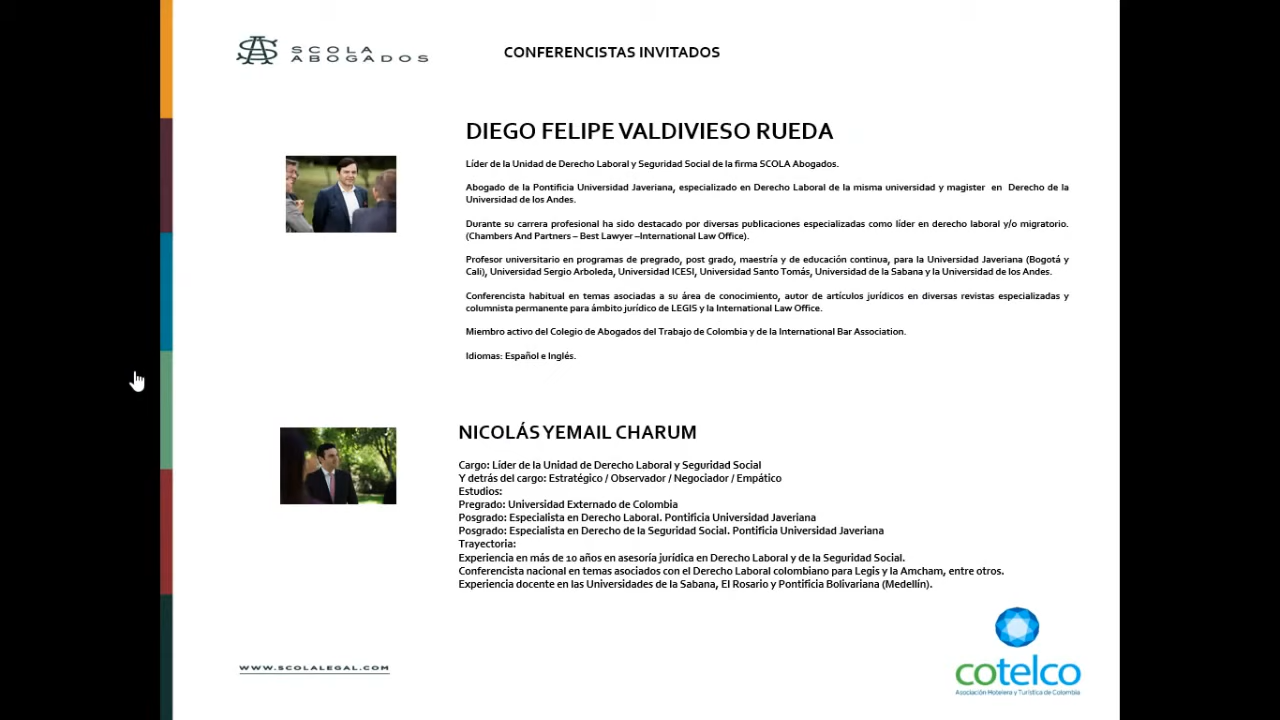 SCOLA
ABOGADOS
CONFERENCISTAS INVITADOS
DIEGO FELIPE VALDIVIESO RUEDA
Líder de la Unidad de Derecho Laboral y Seguridad Social de la firma SCOLA Abogados.
Abogado de la Pontificia Universidad Javeriana, especializado en Derecho Laboral de la misma universidad y magister en Derecho de la
Universidad de los Andes.
Durante su carrera profesional ha sido destacado por diversas publicaciones especializadas como líder en derecho laboral y/o migratorio.
(Chambers And Partners – Best Lawyer –International Law Office).
Profesor universitario en programas de pregrado, post grado, maestría y de educación continua, para la Universidad Javeriana (Bogotá y
Cali), Universidad Sergio Arboleda, Universidad ICESI, Universidad Santo Tomás, Universidad de la Sabana y la Universidad de los Andes.
Conferencista habitual en temas asociadas a su área de conocimiento, autor de artículos jurídicos en diversas revistas especializadas y
columnista permanente para ámbito jurídico de LEGIS y la International Law Office.
Miembro activo del Colegio de Abogados del Trabajo de Colombia y de la International Bar Association.
Idiomas: Español e Inglés.
NICOLÁS YEMAIL CHARUM
Cargo: Líder de la Unidad de Derecho Laboral y Seguridad Social
Y detrás del cargo: Estratégico / Observador / Negociador / Empático
Estudios:
Pregrado: Universidad Externado de Colombia
Posgrado: Especialista en Derecho Laboral. Pontificia Universidad Javeriana
Posgrado: Especialista en Derecho de la Seguridad Social. Pontificia Universidad Javeriana
Trayectoria:
Experiencia en más de 10 años en asesoría jurídica en Derecho Laboral y de la Seguridad Social.
Conferencista nacional en temas asociados con el Derecho Laboral colombiano para Legis y la Amcham, entre otros.
Experiencia docente en las Universidades de la Sabana, El Rosario y Pontificia Bolivariana (Medellín).
WWW.SCOLALEGAL.COM
cotelco
Asociación Hotelera y Turística de Colombia